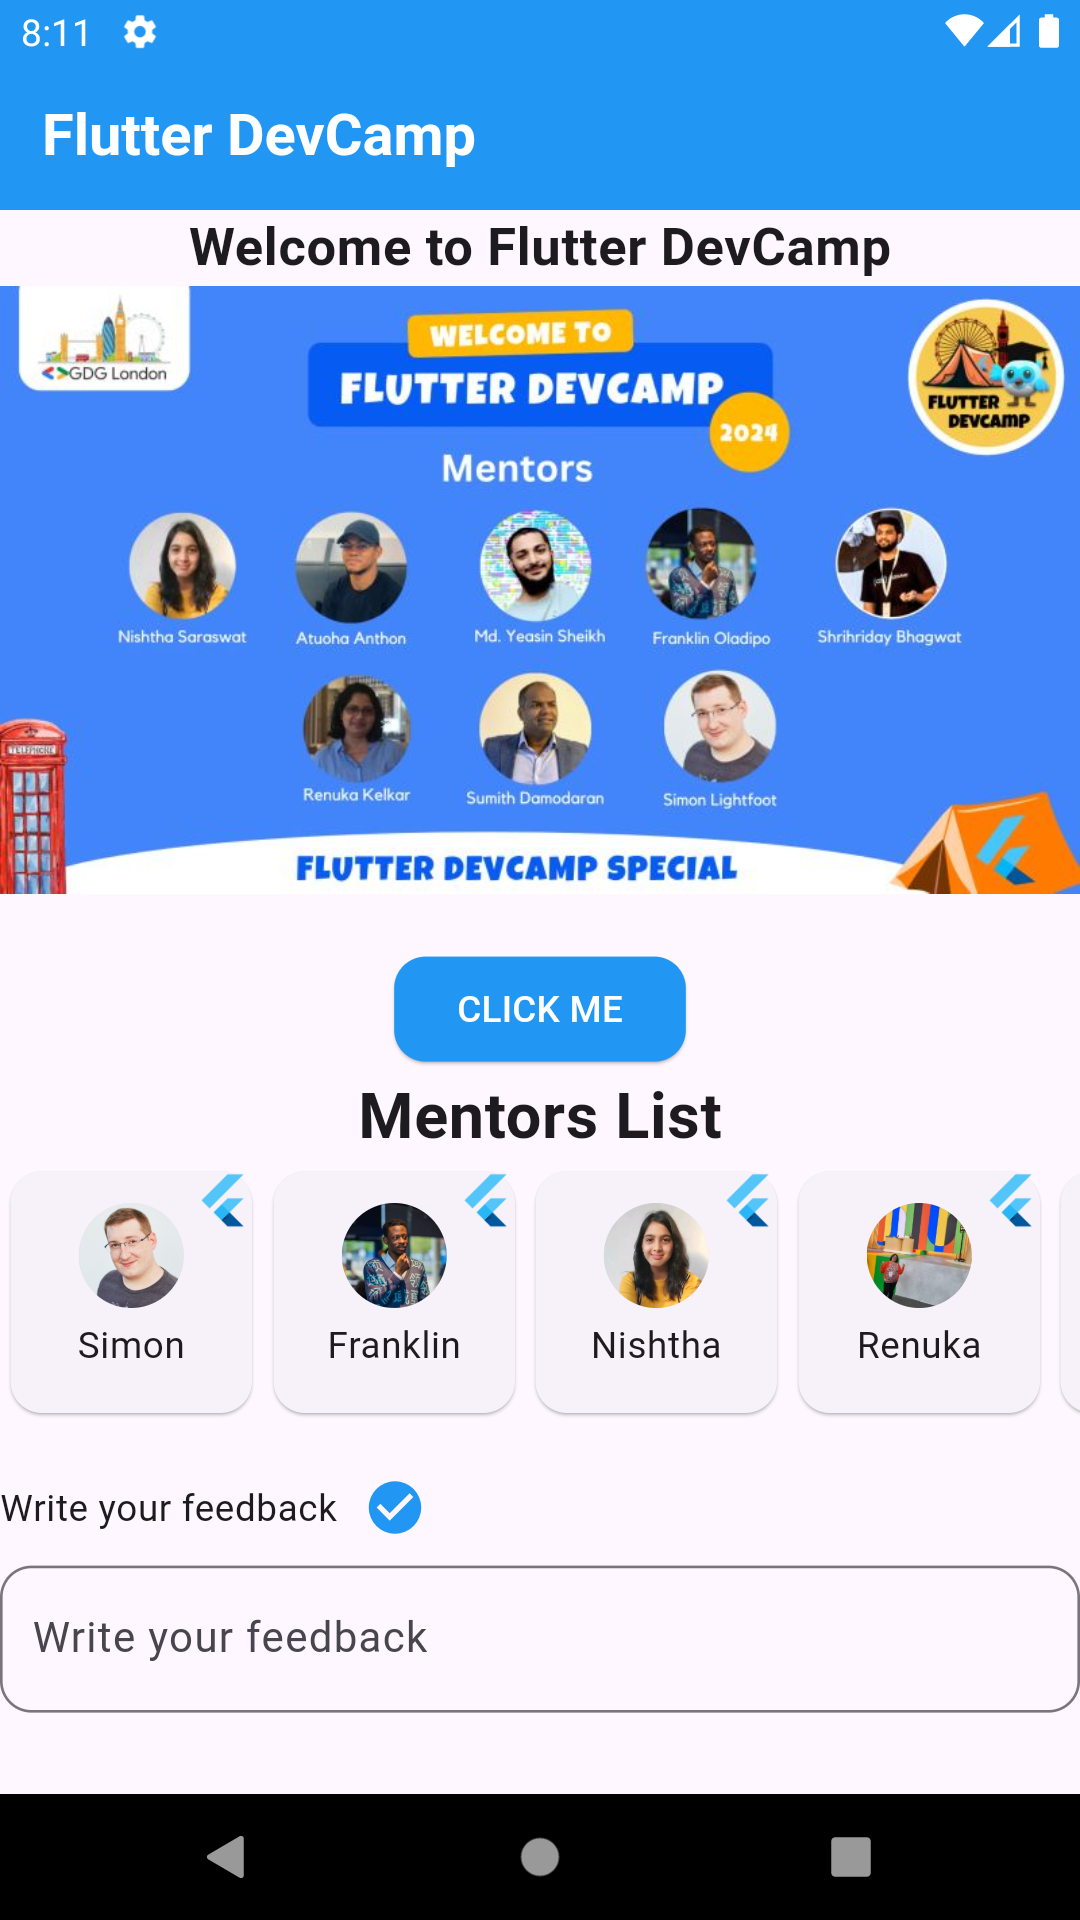 8:11
Flutter DevCamp
Welcome to Flutter DevCamp
GDG London
WELCOME TO
FLUTTER DEVCAMP
2024
FLUTTER
DEVCAMP
Mentors
Nishtha Saraswat
Atuoha Anthon
Md. Yeasin Sheikh
Franklin Oladipo
Shrihriday Bhagwat
TELEPHONE
Renuka Kelkar
Sumith Damodaran
Simon Lightfoot
FLUTTER DEVCAMP SPECIAL
CLICK ME
Mentors List
Simon
Franklin
Nishtha
Renuka
Write your feedback
Write your feedback